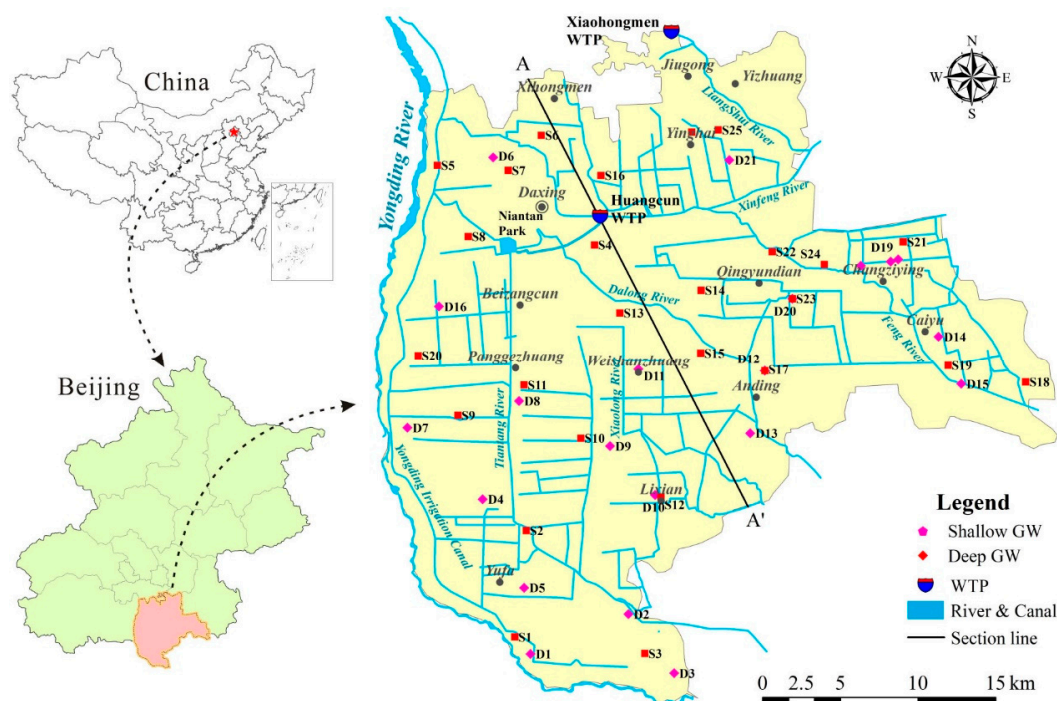 China
Beijing
Xiaohongmen
WTP
Jiugong
Yizhuang
N
W
E
S
A
Xihongmen
LiangShui River
Yongding River
S6
Yinghai
S25
D6
S5
S7
D21
S16
Daxing
Xinfeng River
Huangcun
WTP
Niantan
Park
S8
S4
S22
S24
D19
S21
Qingyundian
Changziying
S14
S23
D20
Dalong River
Beizangcun
D16
S13
Feng River
Caiyu
D14
S20
Panggezhuang
Weishanzhuang
S15
D12
S17
S19
D11
Anding
D15
S18
S11
D8
S9
D7
Tiantang River
Xiaolong River
S10
D9
D13
Yongding Irrigation Canal
D4
Lixian
D10
S12
A'
S2
Yufa
D5
D2
S1
D1
S3
D3
Legend
Shallow GW
Deep GW
WTP
River & Canal
Section line
0 2.5 5 10 15 km